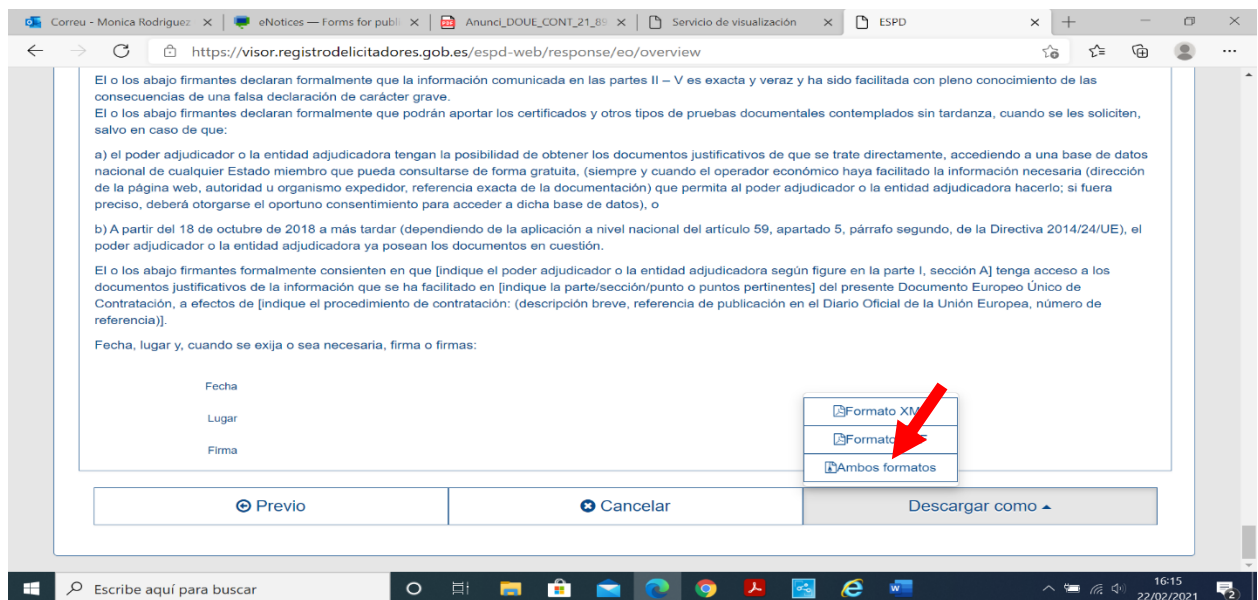 Correu - Monica Rodriguez
eNotices — Forms for publ
Anunci_DOUE_CONT_21_89
Servicio de visualización
ESPD
https://visor.registrodelicitadores.gob.es/espd-web/response/eo/overview
El o los abajo firmantes declaran formalmente que la información comunicada en las partes II – V es exacta y veraz y ha sido facilitada con pleno conocimiento de las
consecuencias de una falsa declaración de carácter grave.
El o los abajo firmantes declaran formalmente que podrán aportar los certificados y otros tipos de pruebas documentales contemplados sin tardanza, cuando se les soliciten,
salvo en caso de que:
a) el poder adjudicador o la entidad adjudicadora tengan la posibilidad de obtener los documentos justificativos de que se trate directamente, accediendo a una base de datos
nacional de cualquier Estado miembro que pueda consultarse de forma gratuita, (siempre y cuando el operador económico haya facilitado la información necesaria (dirección
de la página web, autoridad u organismo expedidor, referencia exacta de la documentación) que permita al poder adjudicador o la entidad adjudicadora hacerlo; si fuera
preciso, deberá otorgarse el oportuno consentimiento para acceder a dicha base de datos), o
b) A partir del 18 de octubre de 2018 a más tardar (dependiendo de la aplicación a nivel nacional del artículo 59, apartado 5, párrafo segundo, de la Directiva 2014/24/UE), el
poder adjudicador o la entidad adjudicadora ya posean los documentos en cuestión.
El o los abajo firmantes formalmente consienten en que [indique el poder adjudicador o la entidad adjudicadora según figure en la parte I, sección A] tenga acceso a los
documentos justificativos de la información que se ha facilitado en [indique la parte/sección/punto o puntos pertinentes] del presente Documento Europeo Único de
Contratación, a efectos de [indique el procedimiento de contratación: (descripción breve, referencia de publicación en el Diario Oficial de la Unión Europea, número de
referencia)].
Fecha, lugar y, cuando se exija o sea necesaria, firma o firmas:
Fecha
Lugar
Firma
Formato
Formato
Ambos formatos
Previo
Cancelar
Descargar como
Escribe aquí para buscar
16:15
22/02/2021
2